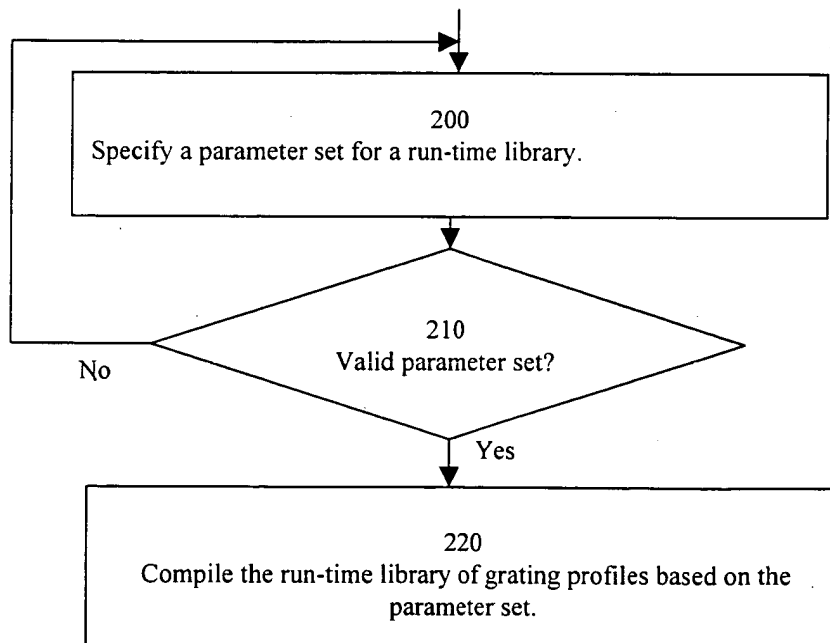 200
Specify a parameter set for a run-time library.
210
Valid parameter set?
No
Yes
220
Compile the run-time library of grating profiles based on the
parameter set.